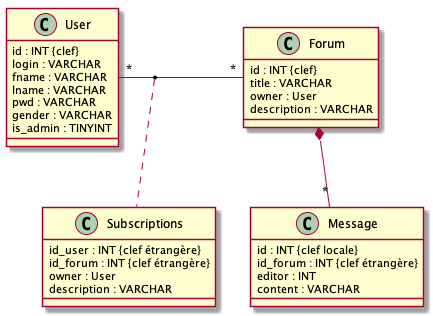 C User
id : INT {clef}
login : VARCHAR
fname : VARCHAR
lname : VARCHAR
pwd : VARCHAR
gender : VARCHAR
is_admin : TINYINT
* *
C Forum
id : INT {clef}
title : VARCHAR
owner : User
description : VARCHAR
*
C Subscriptions
id_user : INT {clef étrangère}
id_forum : INT {clef étrangère}
owner : User
description : VARCHAR
C Message
id : INT {clef locale}
id_forum : INT {clef étrangère}
editor : INT
content : VARCHAR